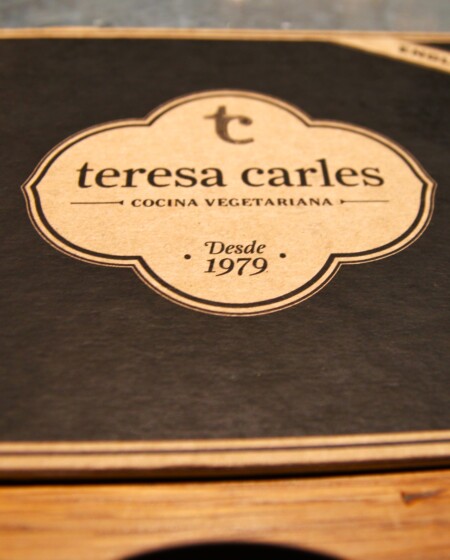 tc
teresa carles
COCINA VEGETARIANA
Desde
• 1979 •